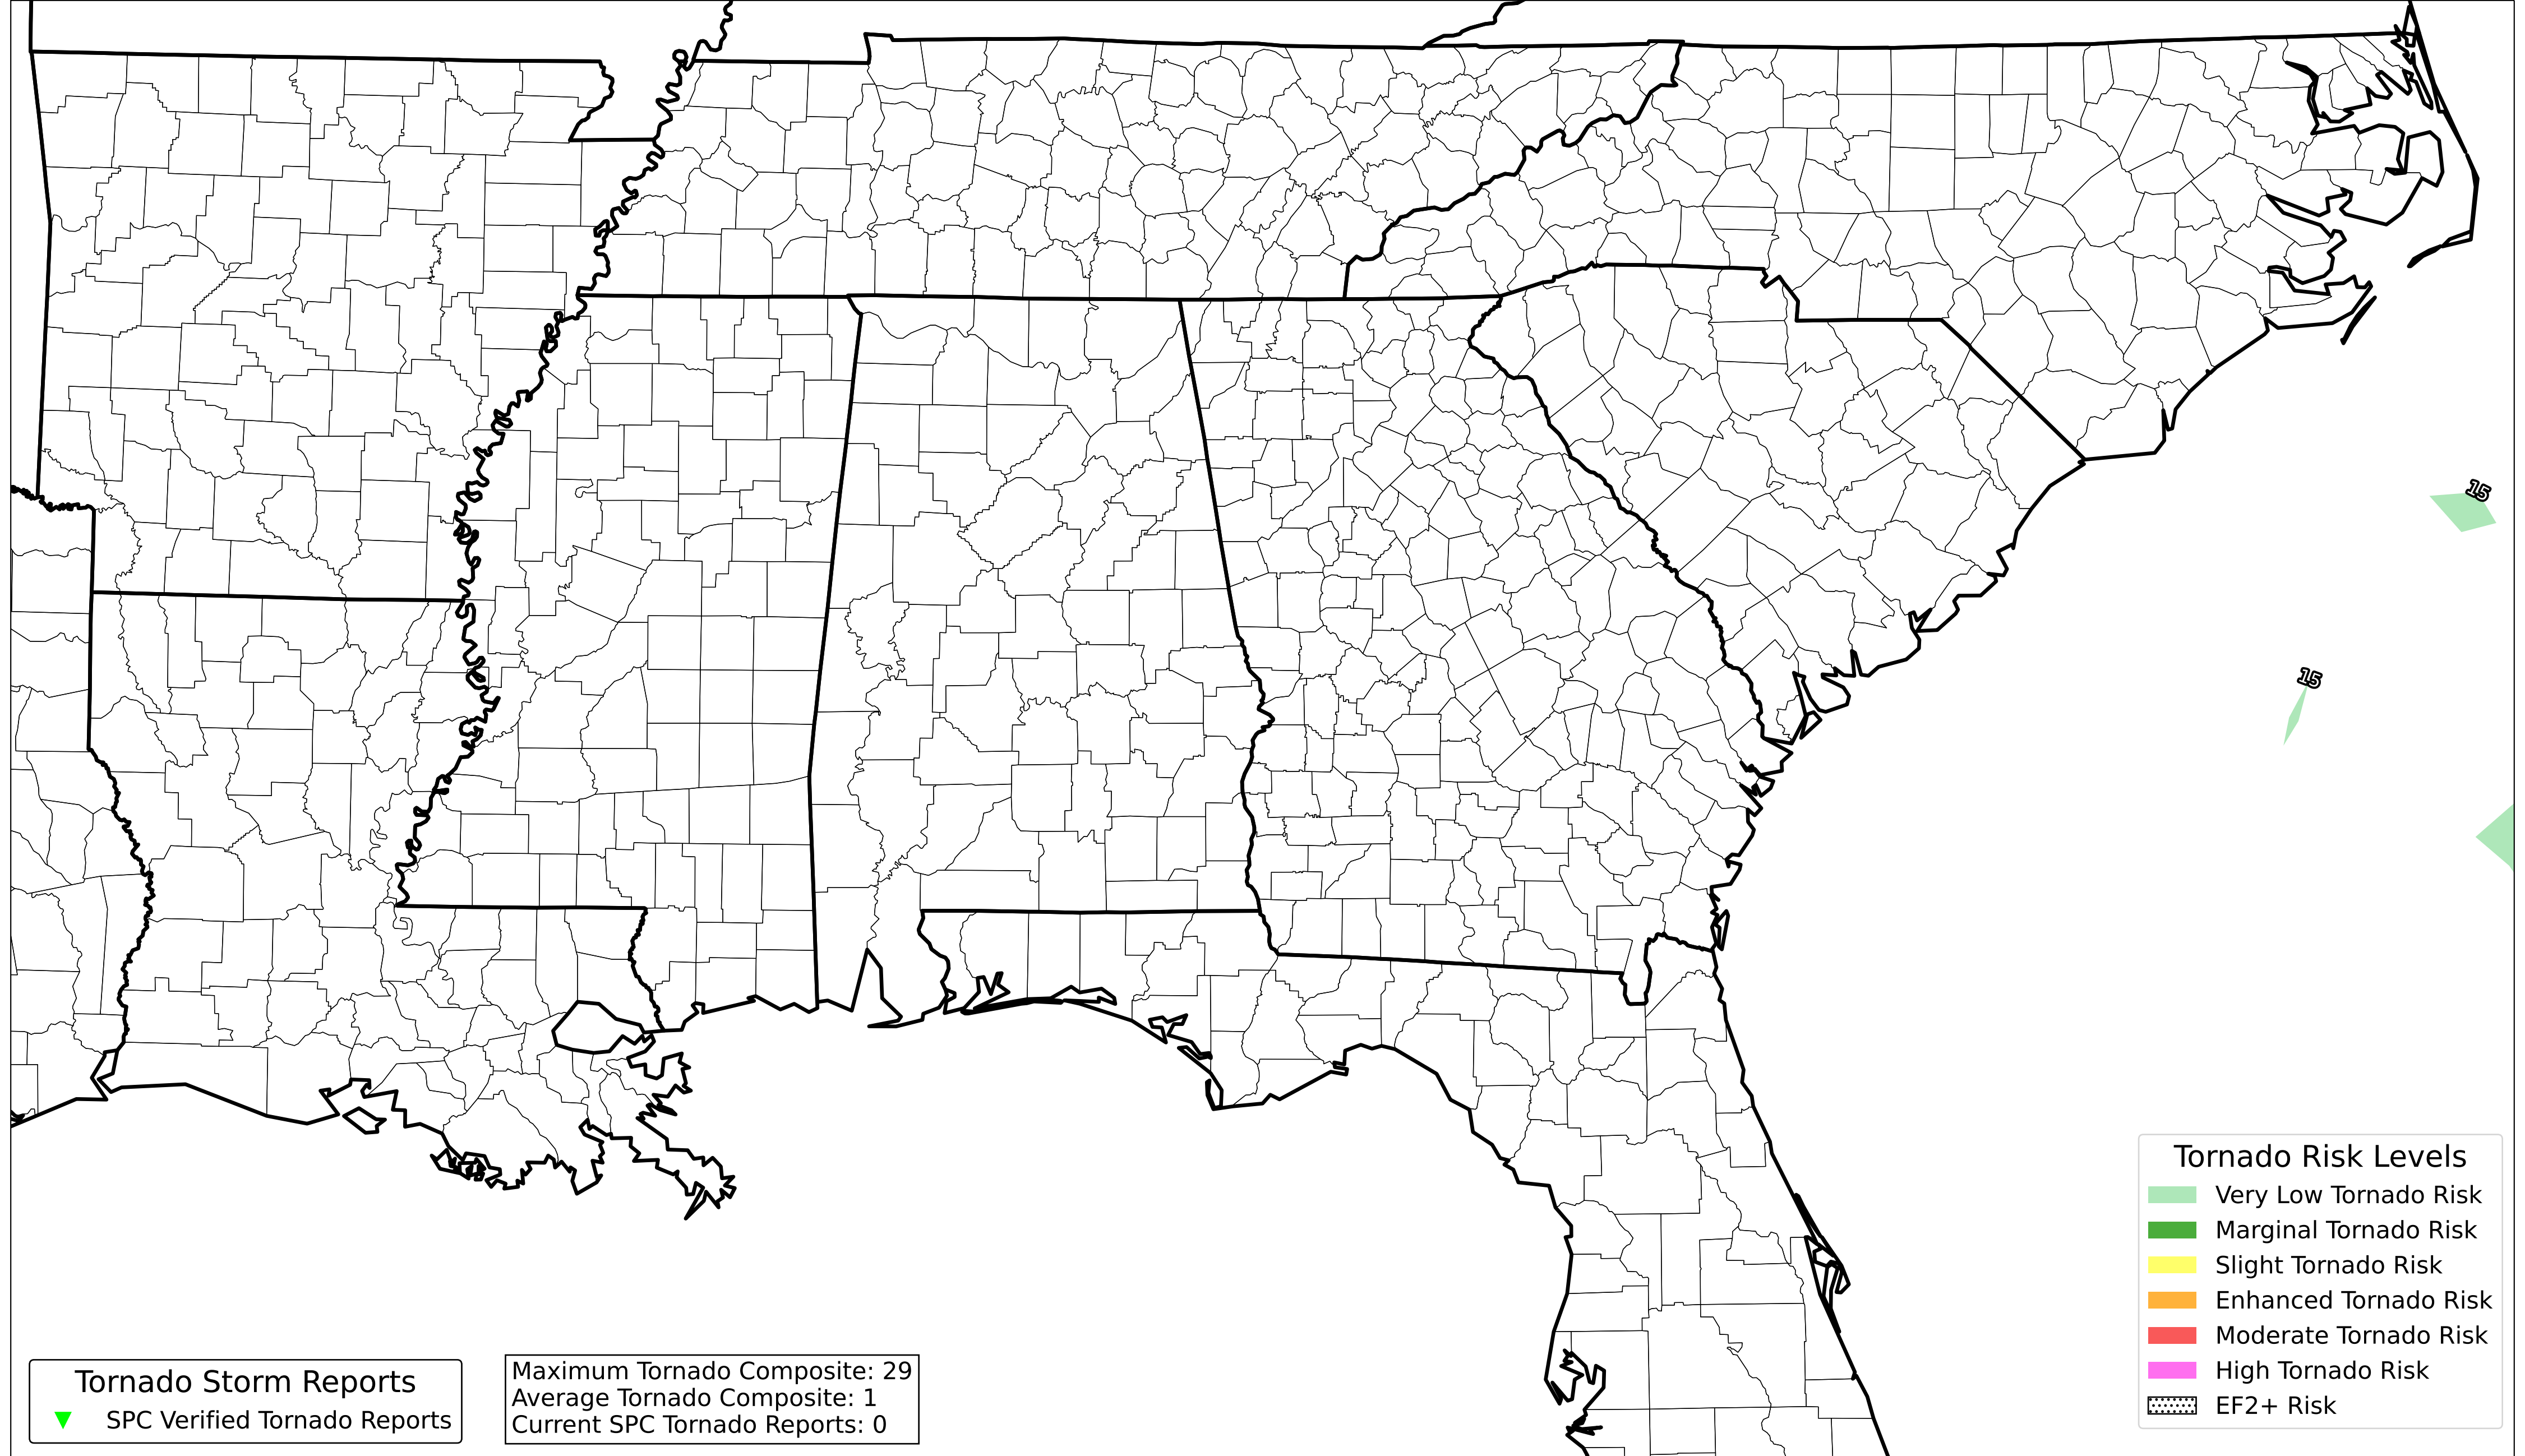 15
15
Tornado Risk Levels
Very Low Tornado Risk
Marginal Tornado Risk
Slight Tornado Risk
Enhanced Tornado Risk
Moderate Tornado Risk
High Tornado Risk
EF2+ Risk
Tornado Storm Reports
SPC Verified Tornado Reports
Maximum Tornado Composite: 29
Average Tornado Composite: 1
Current SPC Tornado Reports: 0